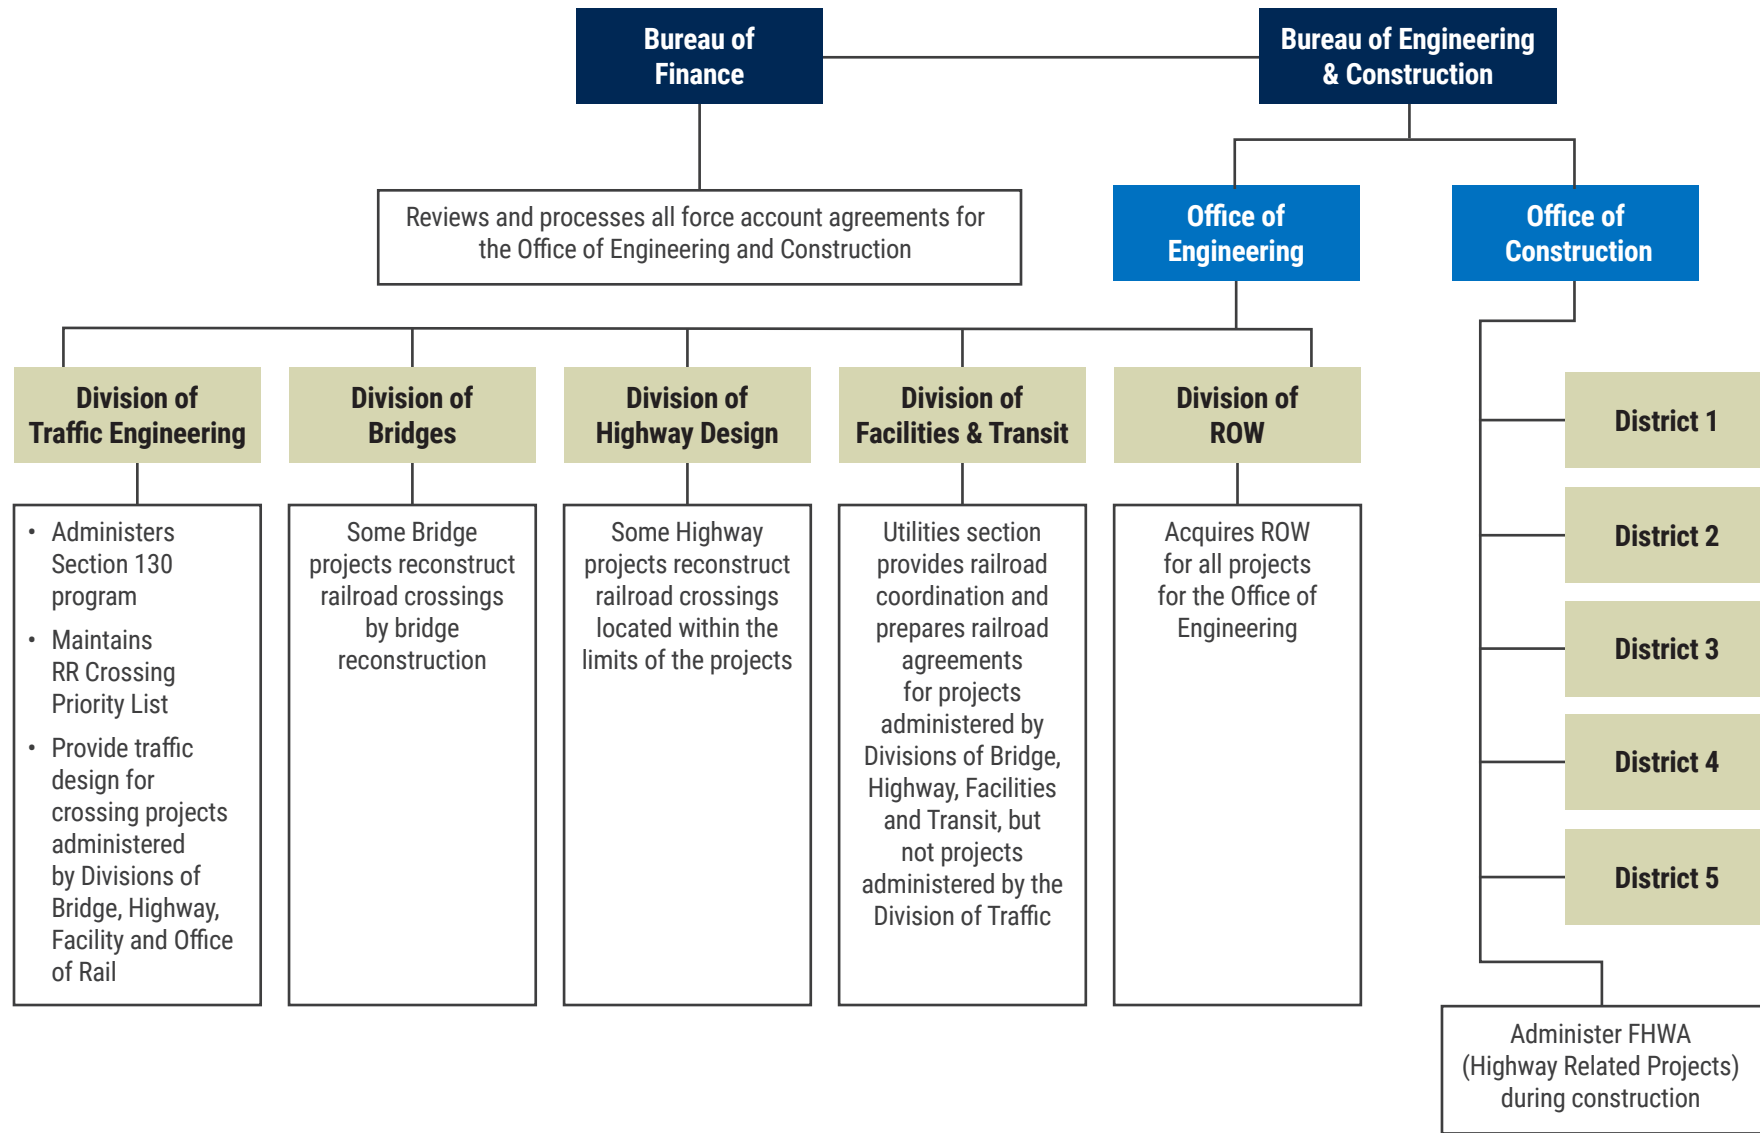 Bureau of
Finance
Bureau of Engineering
& Construction
Reviews and processes all force account agreements for
the Office of Engineering and Construction
Office of
Engineering
Office of
Construction
Division of
Traffic Engineering
Division of
Bridges
Division of
Highway Design
Division of
Facilities & Transit
Division of
ROW
• Administers
Section 130
program
• Maintains
RR Crossing
Priority List
• Provide traffic
design for
crossing projects
administered
by Divisions of
Bridge, Highway,
Facility and Office
of Rail
Some Bridge
projects reconstruct
railroad crossings
by bridge
reconstruction
Some Highway
projects reconstruct
railroad crossings
located within the
limits of the projects
Utilities section
provides railroad
coordination and
prepares railroad
agreements
for projects
administered by
Divisions of Bridge,
Highway, Facilities
and Transit, but
not projects
administered by the
Division of Traffic
Acquires ROW
for all projects
for the Office of
Engineering
District 1
District 2
District 3
District 4
District 5
Administer FHWA
(Highway Related Projects)
during construction